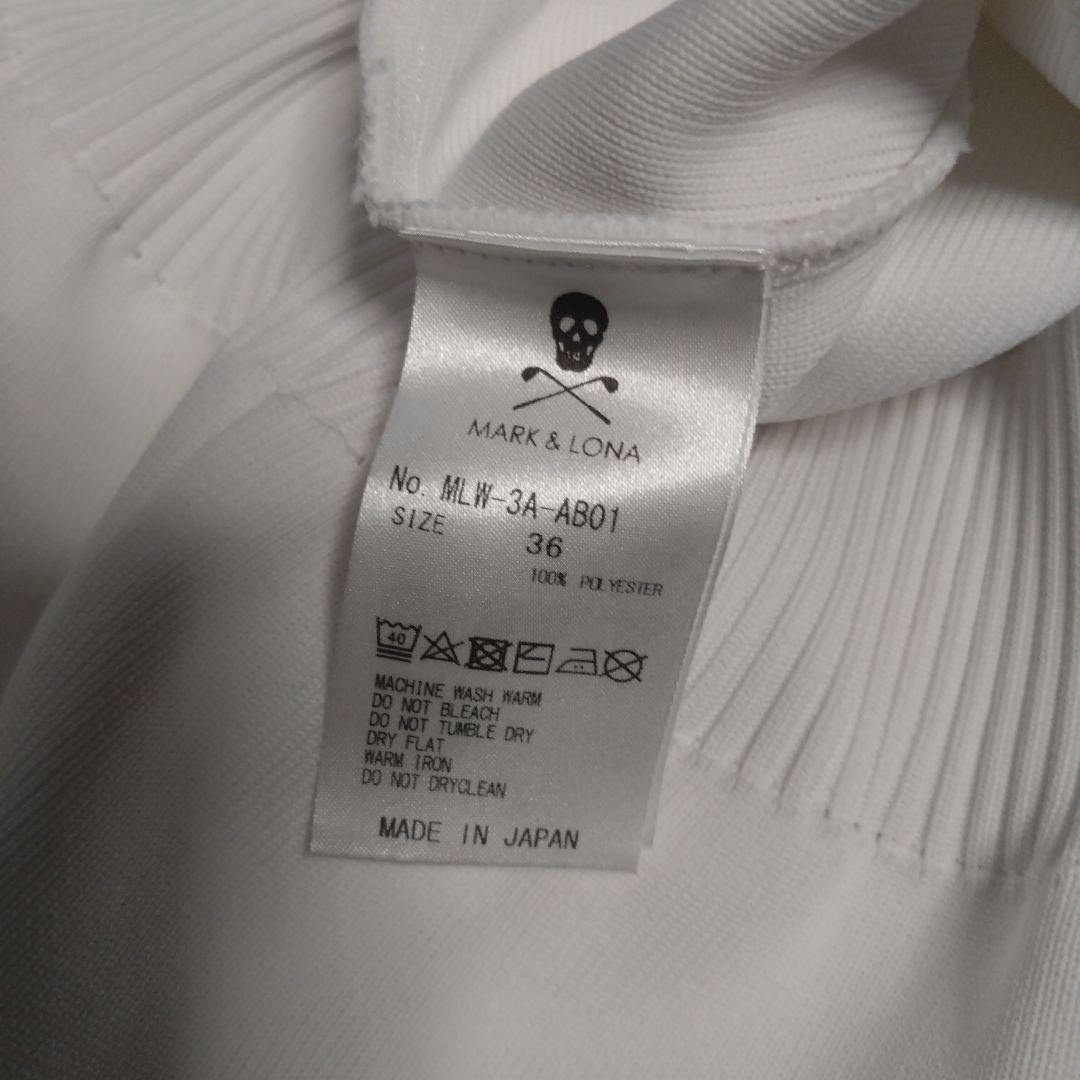 MARK & LONA
No. MLW-3A-AB01
SIZE 36
100% POLYESTER
40
MACHINE WASH WARM
DO NOT BLEACH
DO NOT TUMBLE DRY
DRY FLAT
WARM IRON
DO NOT DRYCLEAN
MADE IN JAPAN